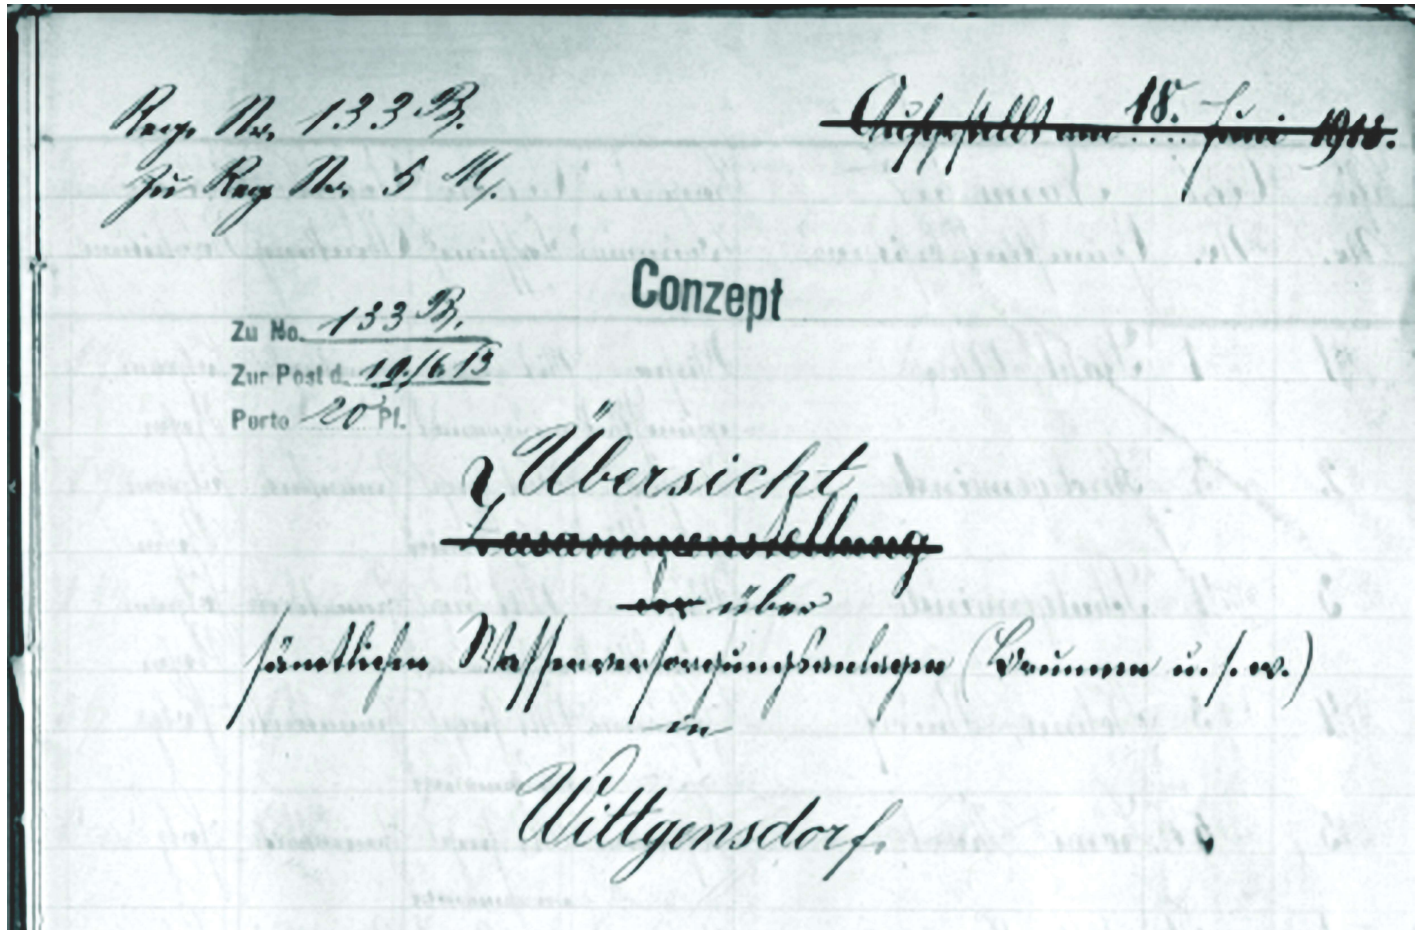 Reg. Nr. 133 B.
Zu Reg. Nr. 5 M.
Aufgestellt am 18. Juni 1913.
Conzept
Zu No. 133 B.
Zur Post d. 19./6 13
Porto 20 Pf.
Übersicht
Zusammenstellung
der über
sämtlichen Wasserversorgungsanlagen (Brunnen u. s. w.)
in
Wittgensdorf.